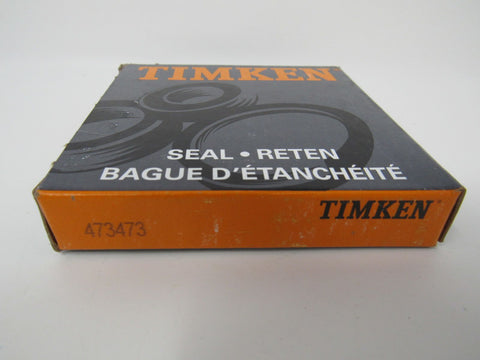 TIMKEN
SEAL • RETEN
BAGUE D'ÉTANCHÉITÉ
473473 TIMKEN